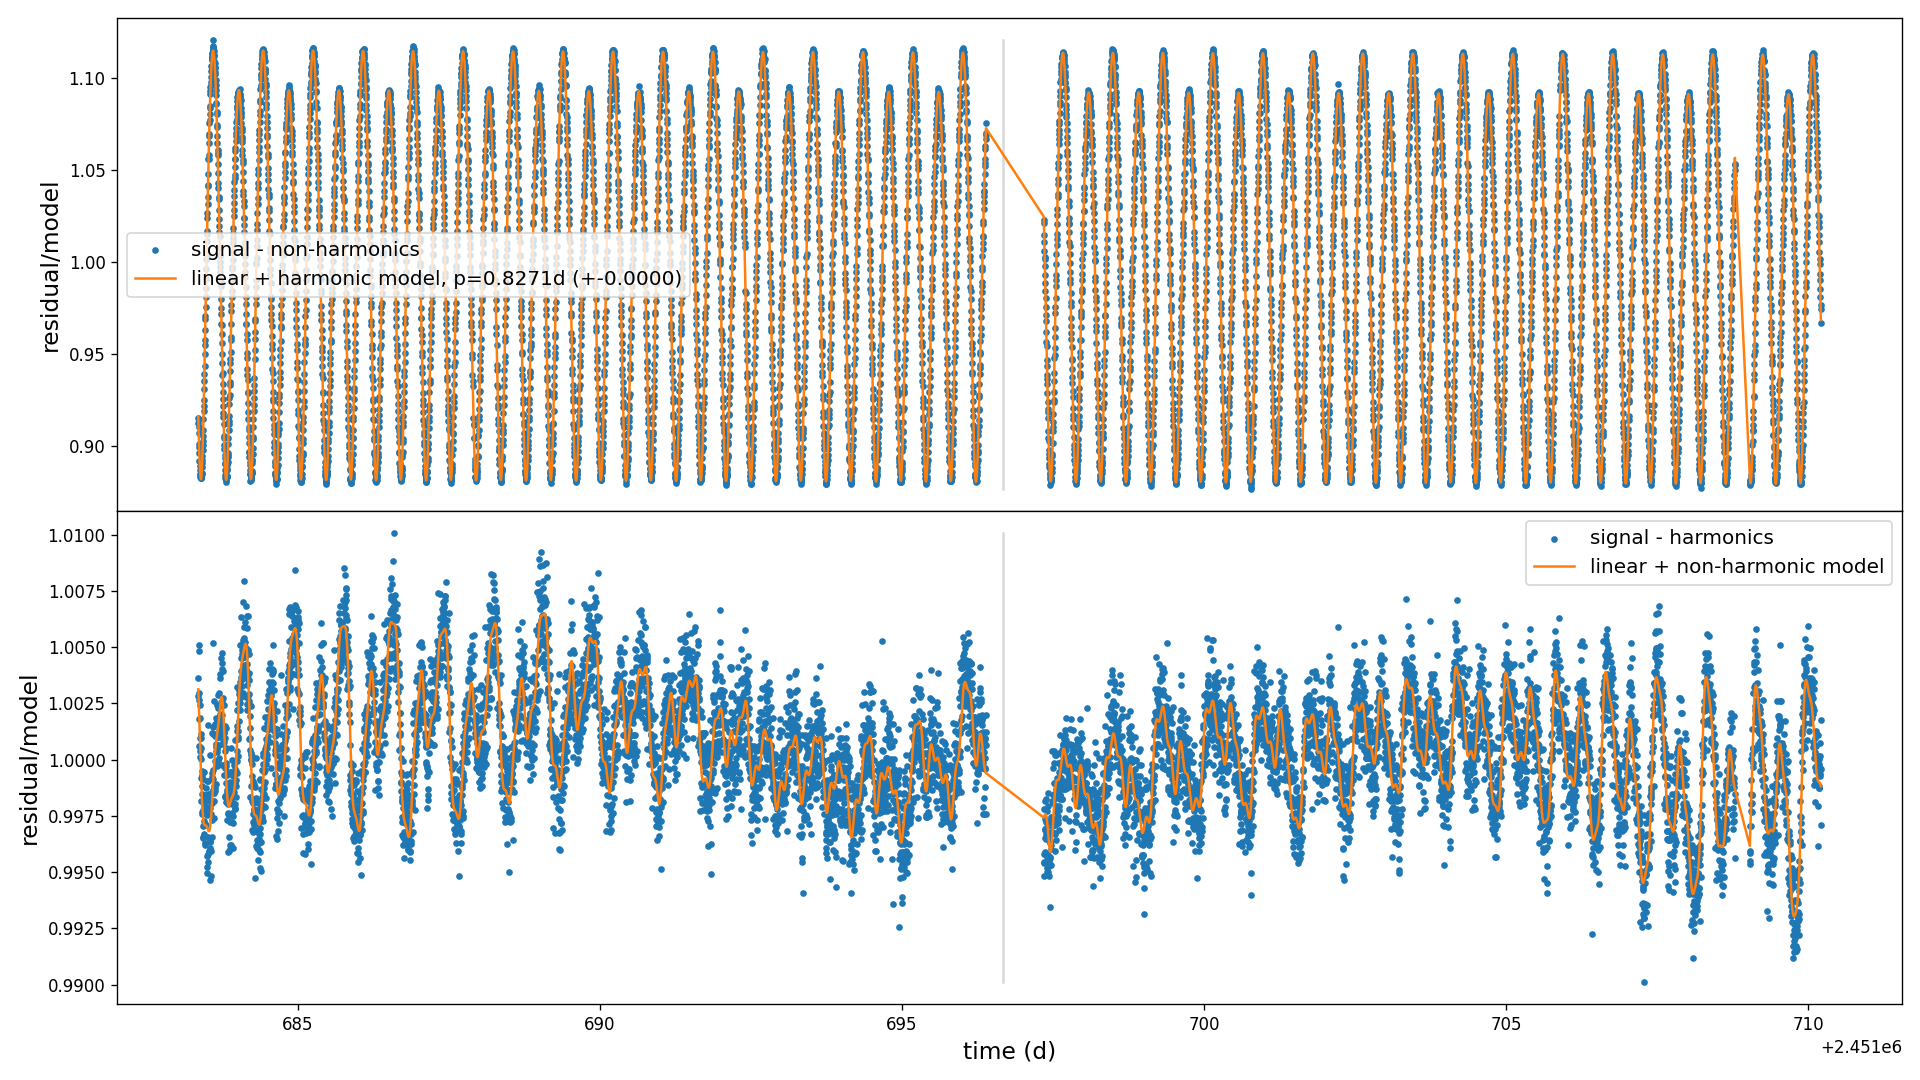 1.10
1.05
1.00
0.95
0.90
residual/model
signal - non-harmonics
linear + harmonic model, p=0.8271d (+-0.0000)
1.0100
1.0075
1.0050
1.0025
1.0000
0.9975
0.9950
0.9925
0.9900
residual/model
signal - harmonics
linear + non-harmonic model
685
690
695
700
705
710
time (d)
+2.451e6